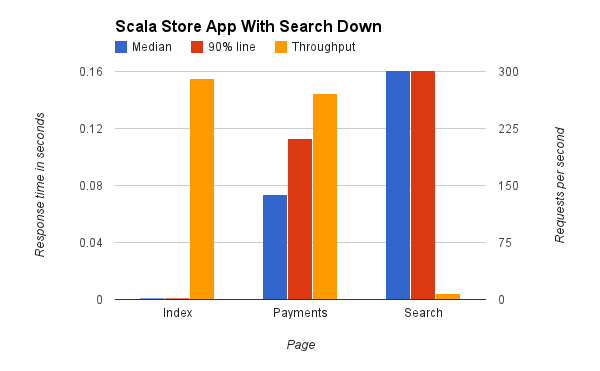 Scala Store App With Search Down
Median 90% line Throughput
0.16 300
0.12 225
0.08 150
0.04 75
0 0
Response time in seconds
Requests per second
Index Payments Search
Page